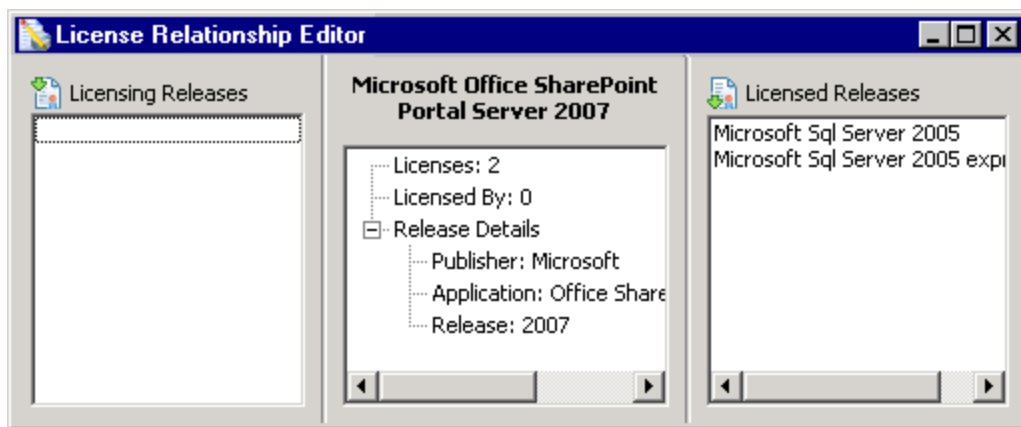 License Relationship Editor
Licensing Releases
Microsoft Office SharePoint
Portal Server 2007
Licenses: 2
Licensed By: 0
Release Details
Publisher: Microsoft
Application: Office Share
Release: 2007
Licensed Releases
Microsoft Sql Server 2005
Microsoft Sql Server 2005 expr